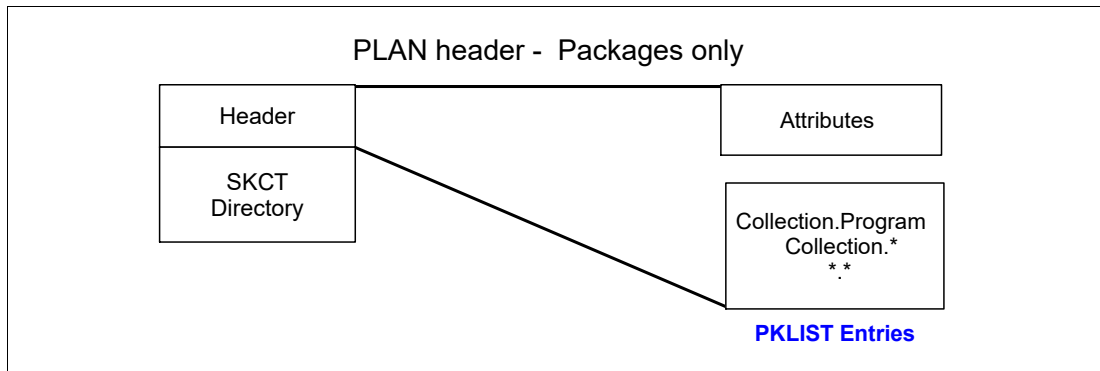 PLAN header -  Packages only
Header
Attributes
SKCT
Directory
Collection.Program
Collection.*
*.*
PKLIST Entries